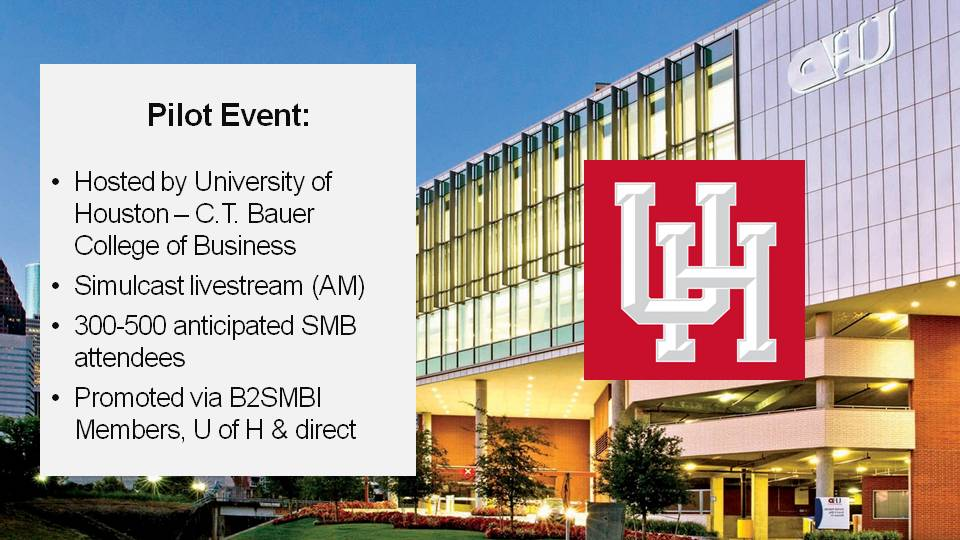 Pilot Event:
• Hosted by University of
Houston – C.T. Bauer
College of Business
• Simulcast livestream (AM)
• 300-500 anticipated SMB
attendees
• Promoted via B2SMBI
Members, U of H & direct
UH